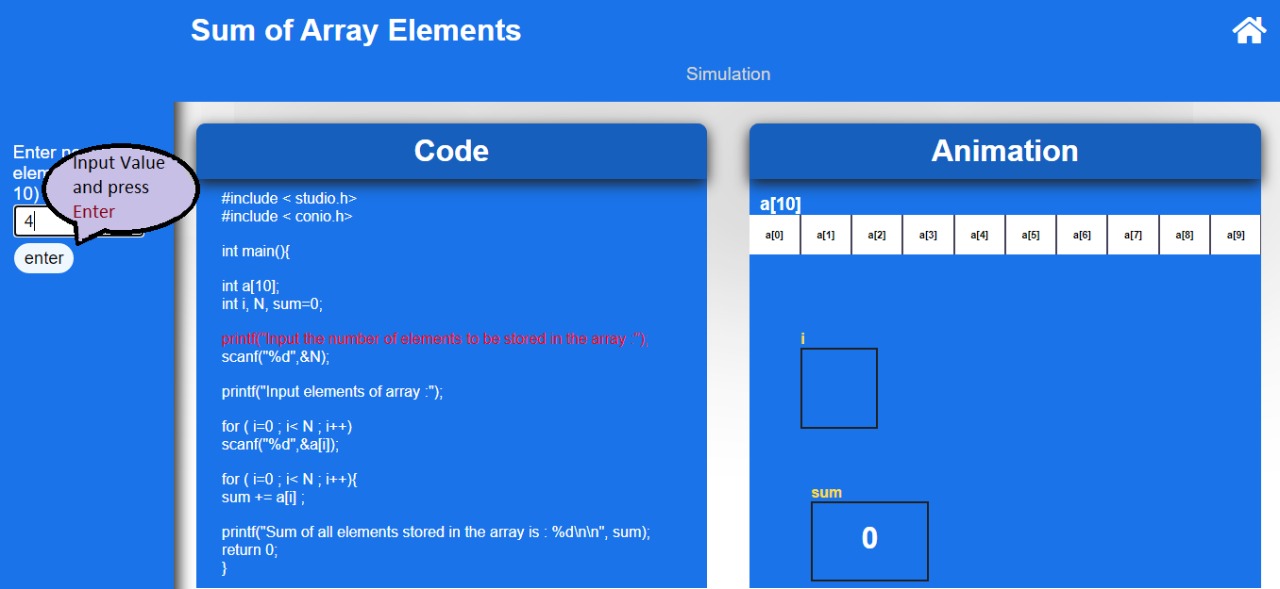 Sum of Array Elements
Simulation
Enter
10)
Input Value
and press
Enter
4
enter
Code
#include < studio.h>
#include < conio.h>
int main(){
int a[10];
int i, N, sum=0;
printf("Input the number of elements to be stored in the array :");
scanf("%d",&N);
printf("Input elements of array :");
for ( i=0 ; i< N ; i++)
scanf("%d",&a[i]);
for ( i=0 ; i< N ; i++){
sum += a[i] ;
printf("Sum of all elements stored in the array is : %d\n\n", sum);
return 0;
}
Animation
a[10]
a[0] a[1] a[2] a[3] a[4] a[5] a[6] a[7] a[8] a[9]
i
sum
0